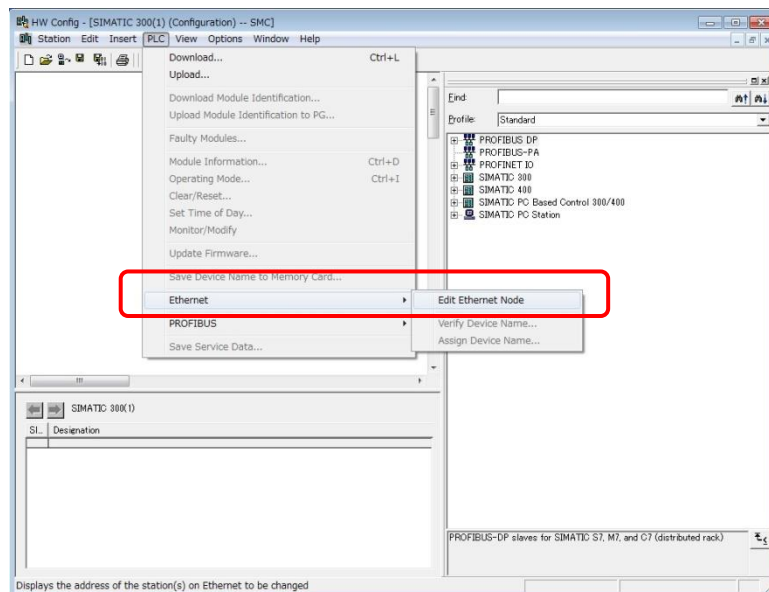 HW Config - [SIMATIC 300(1) (Configuration) -- SMC]
Station Edit Insert PLC View Options Window Help
Download... Ctrl+L
Upload...
Download Module Identification...
Upload Module Identification to PG...
Faulty Modules...
Module Information... Ctrl+D
Operating Mode... Ctrl+I
Clear/Reset...
Set Time of Day...
Monitor/Modify
Update Firmware...
Save Device Name to Memory Card...
Ethernet
PROFIBUS
Save Service Data...
Edit Ethernet Node
Verify Device Name...
Assign Device Name...
Find:
Profile: Standard
PROFIBUS DP
PROFIBUS-PA
PROFINET IO
SIMATIC 300
SIMATIC 400
SIMATIC PC Based Control 300/400
SIMATIC PC Station
SIMATIC 300(1)
Sl... Designation
PROFIBUS-DP slaves for SIMATIC S7, M7, and C7 (distributed rack)
Displays the address of the station(s) on Ethernet to be changed